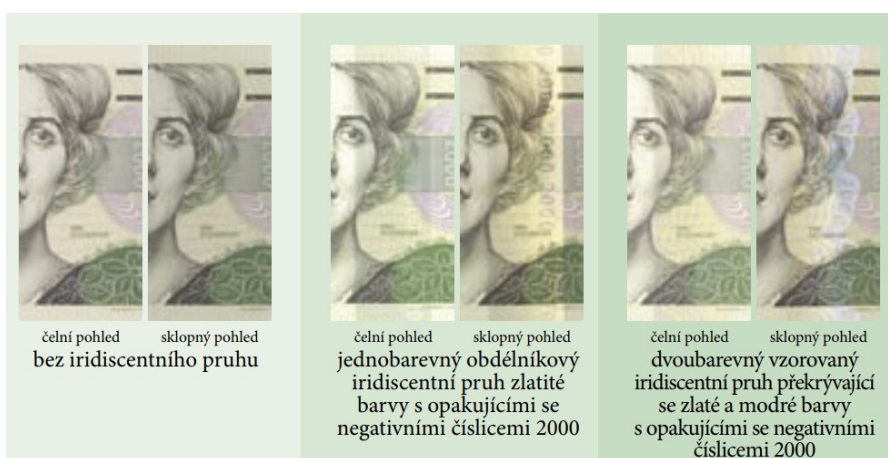 čelní pohled sklopný pohled
bez iridiscentního pruhu
čelní pohled sklopný pohled
jednobarevný obdélníkový
iridiscentní pruh zlatité
barvy s opakujícími se
negativními číslicemi 2000
čelní pohled sklopný pohled
dvoubarevný vzorovaný
iridiscentní pruh překrývající
se zlaté a modré barvy
s opakujícími se negativními
číslicemi 2000